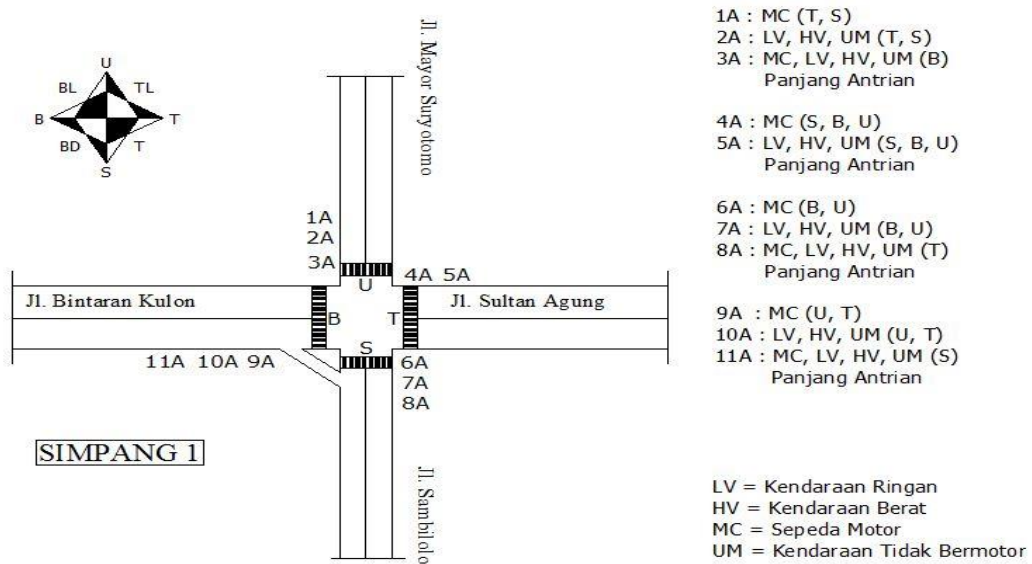 U
BL TL
B T
BD T
S
Jl. Mayor Suryotomo
1A
2A
3A
4A 5A
U
Jl. Bintaran Kulon
B
T
Jl. Sultan Agung
S
11A 10A 9A
6A
7A
8A
SIMPANG 1
Jl. Sambilolo
1A : MC (T, S)
2A : LV, HV, UM (T, S)
3A : MC, LV, HV, UM (B)
Panjang Antrian
4A : MC (S, B, U)
5A : LV, HV, UM (S, B, U)
Panjang Antrian
6A : MC (B, U)
7A : LV, HV, UM (B, U)
8A : MC, LV, HV, UM (T)
Panjang Antrian
9A : MC (U, T)
10A : LV, HV, UM (U, T)
11A : MC, LV, HV, UM (S)
Panjang Antrian
LV = Kendaraan Ringan
HV = Kendaraan Berat
MC = Sepeda Motor
UM = Kendaraan Tidak Bermotor